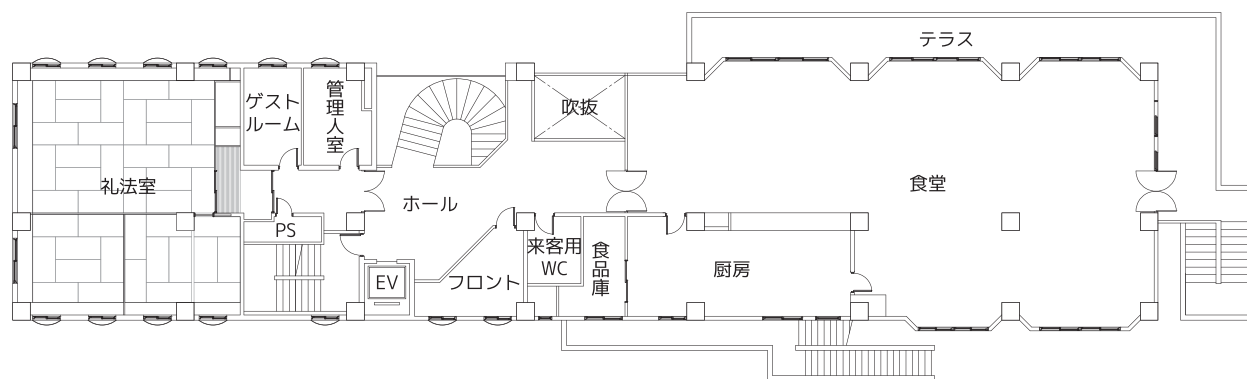 テラス
ゲスト
ルーム
管理人室
吹抜
礼法室
ホール
食堂
PS
来客用
WC
食品庫
厨房
EV
フロント